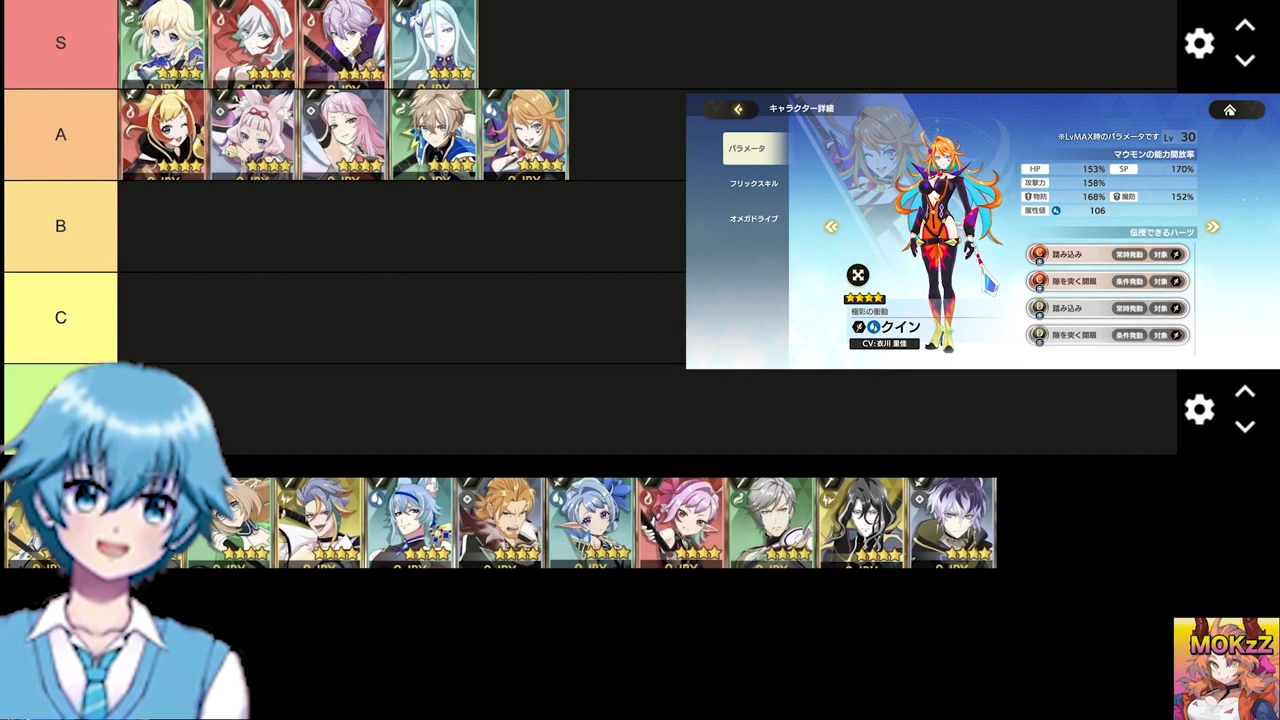 S
A
B
C
キャラクター詳細
パラメータ
フリックスキル
オメガドライブ
※LvMAX時のパラメータです Lv 30
マウモンの能力開放率
HP 153% SP 170%
攻撃力 158%
物防 168% 魔防 152%
属性値 106
伝授できるハーツ
C 踏み込み 常時発動 対象
C 隙を突く開眼 条件発動 対象
D 踏み込み 常時発動 対象
D 隙を突く開眼 条件発動 対象
極彩の衝動
クイン
CV:衣川 里佳
MOKzZ